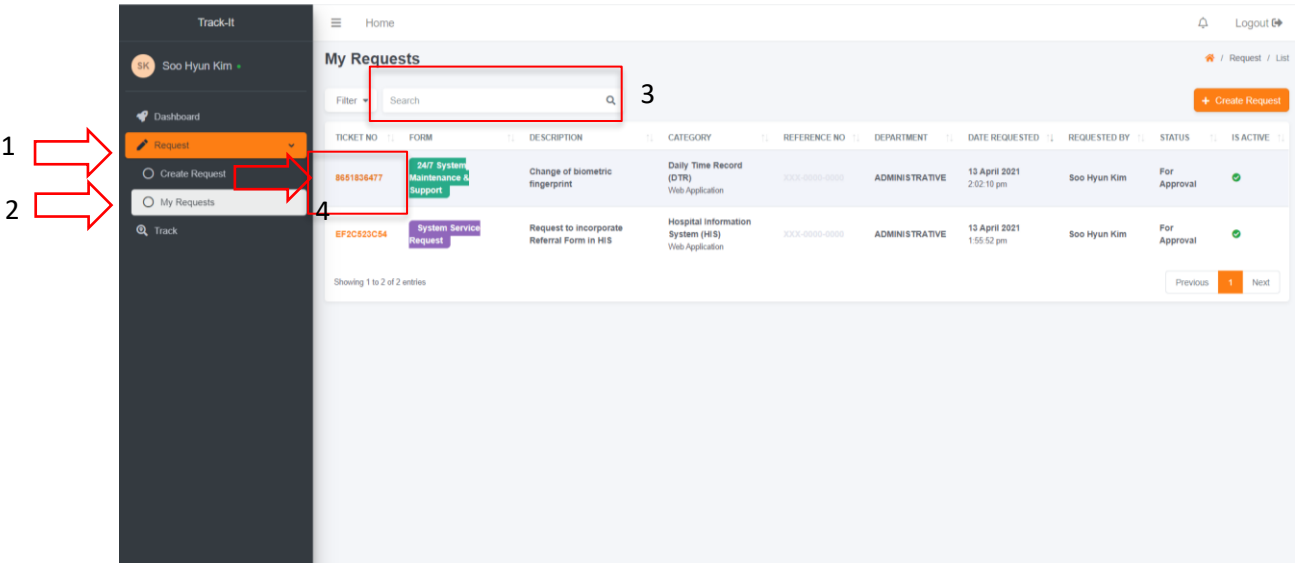 Track-It
Home
Logout
SK Soo Hyun Kim
My Requests
/ Request / List
Filter
Search
3
+ Create Request
Dashboard
1
Request
Create Request
2
My Requests
4
Track
TICKET NO FORM DESCRIPTION CATEGORY REFERENCE NO DEPARTMENT DATE REQUESTED REQUESTED BY STATUS IS ACTIVE
8651836477
24/7 System
Maintenance &
Support
Change of biometric
fingerprint
Daily Time Record
(DTR)
Web Application
XXX-0000-0000
ADMINISTRATIVE
13 April 2021
2:02:10 pm
Soo Hyun Kim
For
Approval
EF2C523C54
System Service
Request
Request to incorporate
Referral Form in HIS
Hospital Information
System (HIS)
Web Application
XXX-0000-0000
ADMINISTRATIVE
13 April 2021
1:55:52 pm
Soo Hyun Kim
For
Approval
Showing 1 to 2 of 2 entries
Previous 1 Next